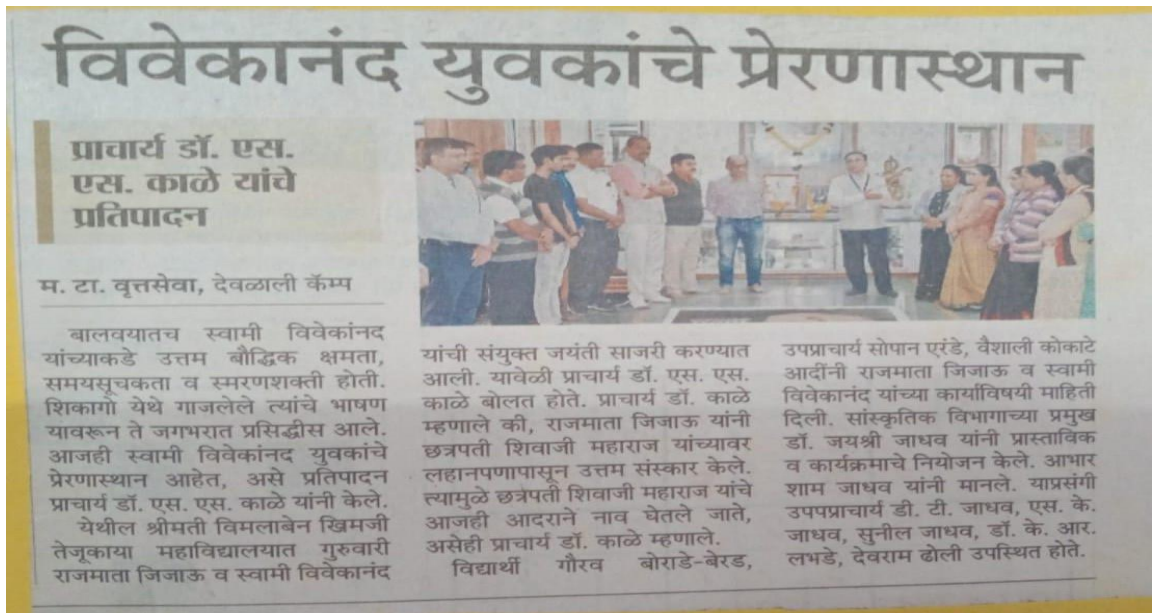 विवेकानंद युवकांचे प्रेरणास्थान
प्राचार्य डॉ. एस.
एस. काळे यांचे
प्रतिपादन
म. टा. वृत्तसेवा, देवळाली कॅम्प
बालवयातच स्वामी विवेकांनद
यांच्याकडे उत्तम बौद्धिक क्षमता,
समयसूचकता व स्मरणशक्ती होती.
शिकागो येथे गाजलेले त्यांचे भाषण
यावरून ते जगभरात प्रसिद्धीस आले.
आजही स्वामी विवेकांनद युवकांचे
प्रेरणास्थान आहेत, असे प्रतिपादन
प्राचार्य डॉ. एस. एस. काळे यांनी केले.
येथील श्रीमती विमलाबेन खिमजी
तेजूकाया महाविद्यालयात गुरुवारी
राजमाता जिजाऊ व स्वामी विवेकानंद
यांची संयुक्त जयंती साजरी करण्यात
आली. यावेळी प्राचार्य डॉ. एस. एस.
काळे बोलत होते. प्राचार्य डॉ. काळे
म्हणाले की, राजमाता जिजाऊ यांनी
छत्रपती शिवाजी महाराज यांच्यावर
लहानपणापासून उत्तम संस्कार केले.
त्यामुळे छत्रपती शिवाजी महाराज यांचे
आजही आदराने नाव घेतले जाते,
असेही प्राचार्य डॉ. काळे म्हणाले.
विद्यार्थी गौरव बोराडे-बेरड,
उपप्राचार्य सोपान एरंडे, वैशाली कोकाटे
आदींनी राजमाता जिजाऊ व स्वामी
विवेकानंद यांच्या कार्याविषयी माहिती
दिली. सांस्कृतिक विभागाच्या प्रमुख
डॉ. जयश्री जाधव यांनी प्रास्ताविक
व कार्यक्रमाचे नियोजन केले. आभार
शाम जाधव यांनी मानले. याप्रसंगी
उपपप्राचार्य डी. टी. जाधव, एस. के.
जाधव, सुनील जाधव, डॉ. के. आर.
लभडे, देवराम ढोली उपस्थित होते.